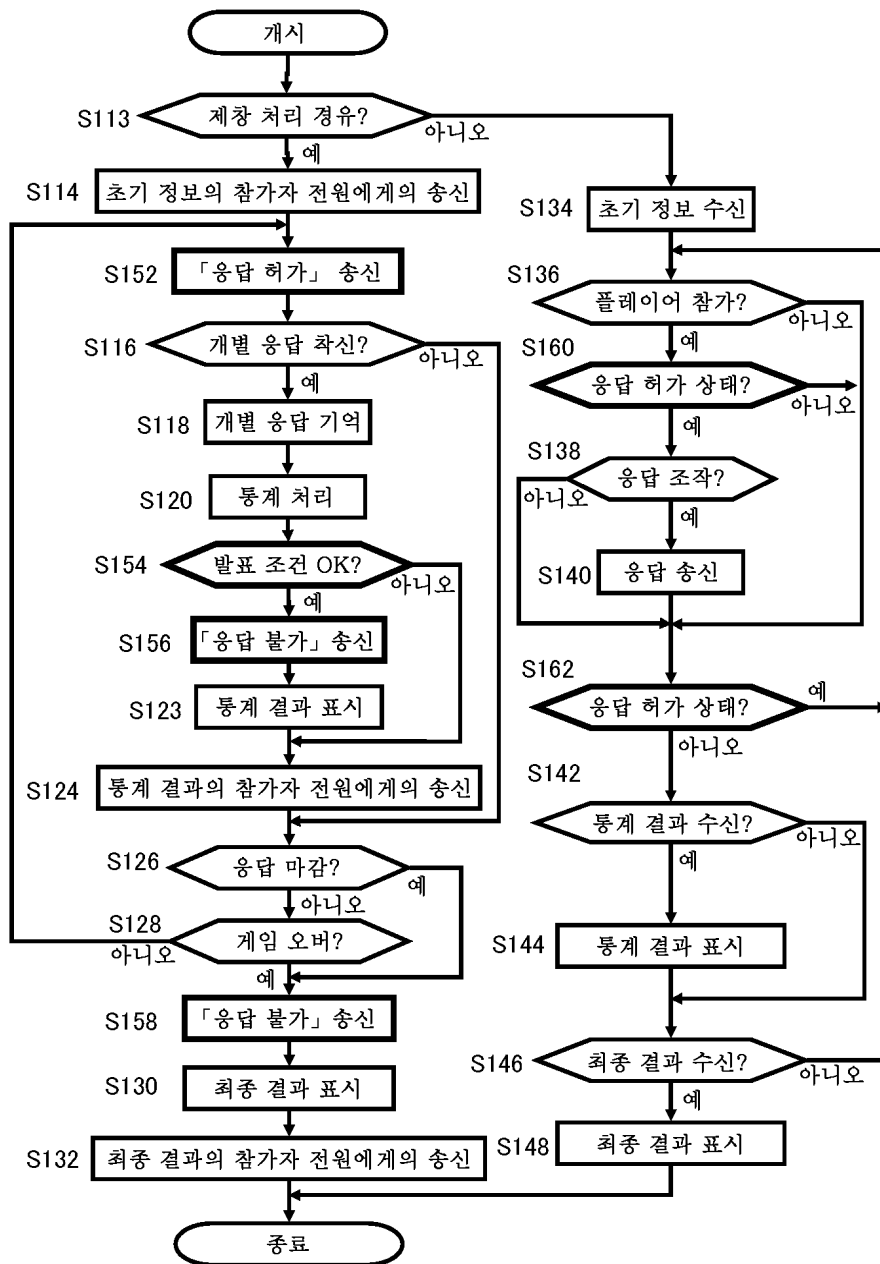 개시
S113
제창 처리 경유?
아니오
예
S114
초기 정보의 참가자 전원에게의 송신
S152
「응답 허가」 송신
S116
개별 응답 착신?
아니오
예
S118
개별 응답 기억
S120
통계 처리
S154
발표 조건 OK?
아니오
예
S156
「응답 불가」 송신
S123
통계 결과 표시
S124
통계 결과의 참가자 전원에게의 송신
S126
응답 마감?
예
아니오
S128
게임 오버?
아니오
예
S158
「응답 불가」 송신
S130
최종 결과 표시
S132
최종 결과의 참가자 전원에게의 송신
종료
S134
초기 정보 수신
S136
플레이어 참가?
아니오
예
S160
응답 허가 상태?
아니오
예
S138
응답 조작?
아니오
예
S140
응답 송신
S162
응답 허가 상태?
예
아니오
S142
통계 결과 수신?
아니오
예
S144
통계 결과 표시
S146
최종 결과 수신?
아니오
예
S148
최종 결과 표시